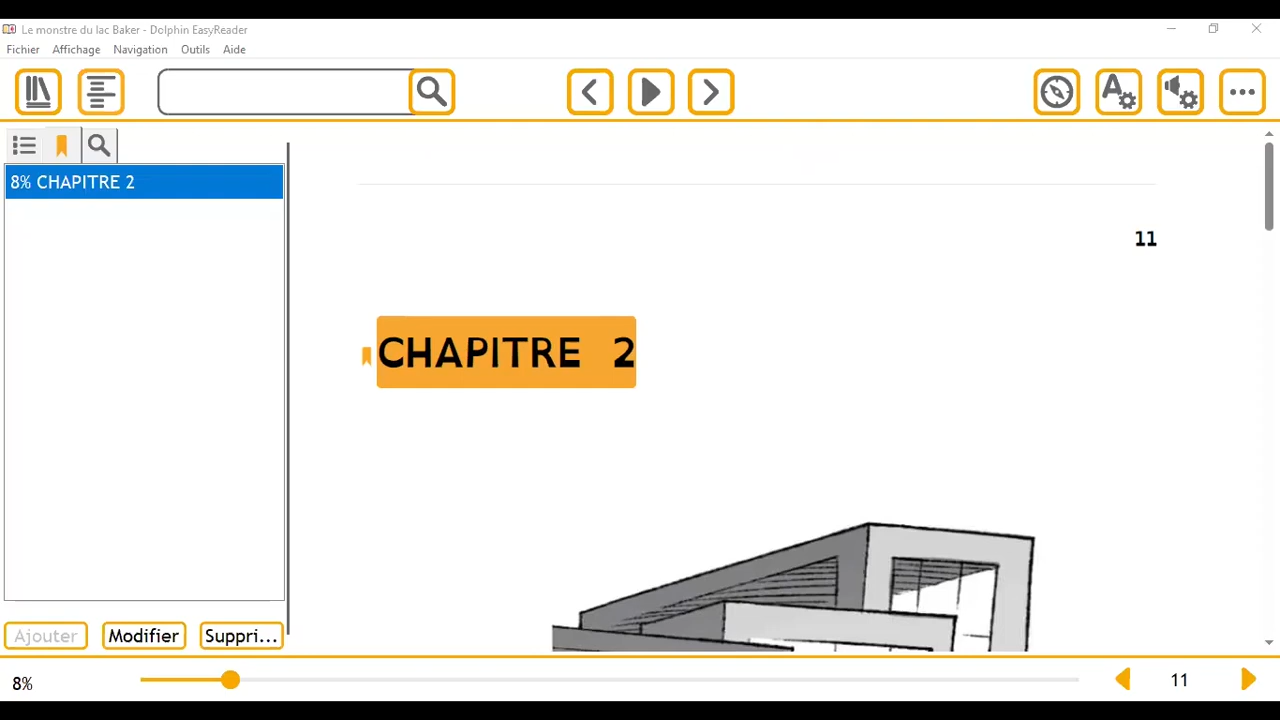 Le monstre du lac Baker - Dolphin EasyReader
Fichier Affichage Navigation Outils Aide
8% CHAPITRE 2
11
CHAPITRE 2
Ajouter Modifier Suppri...
8% 11